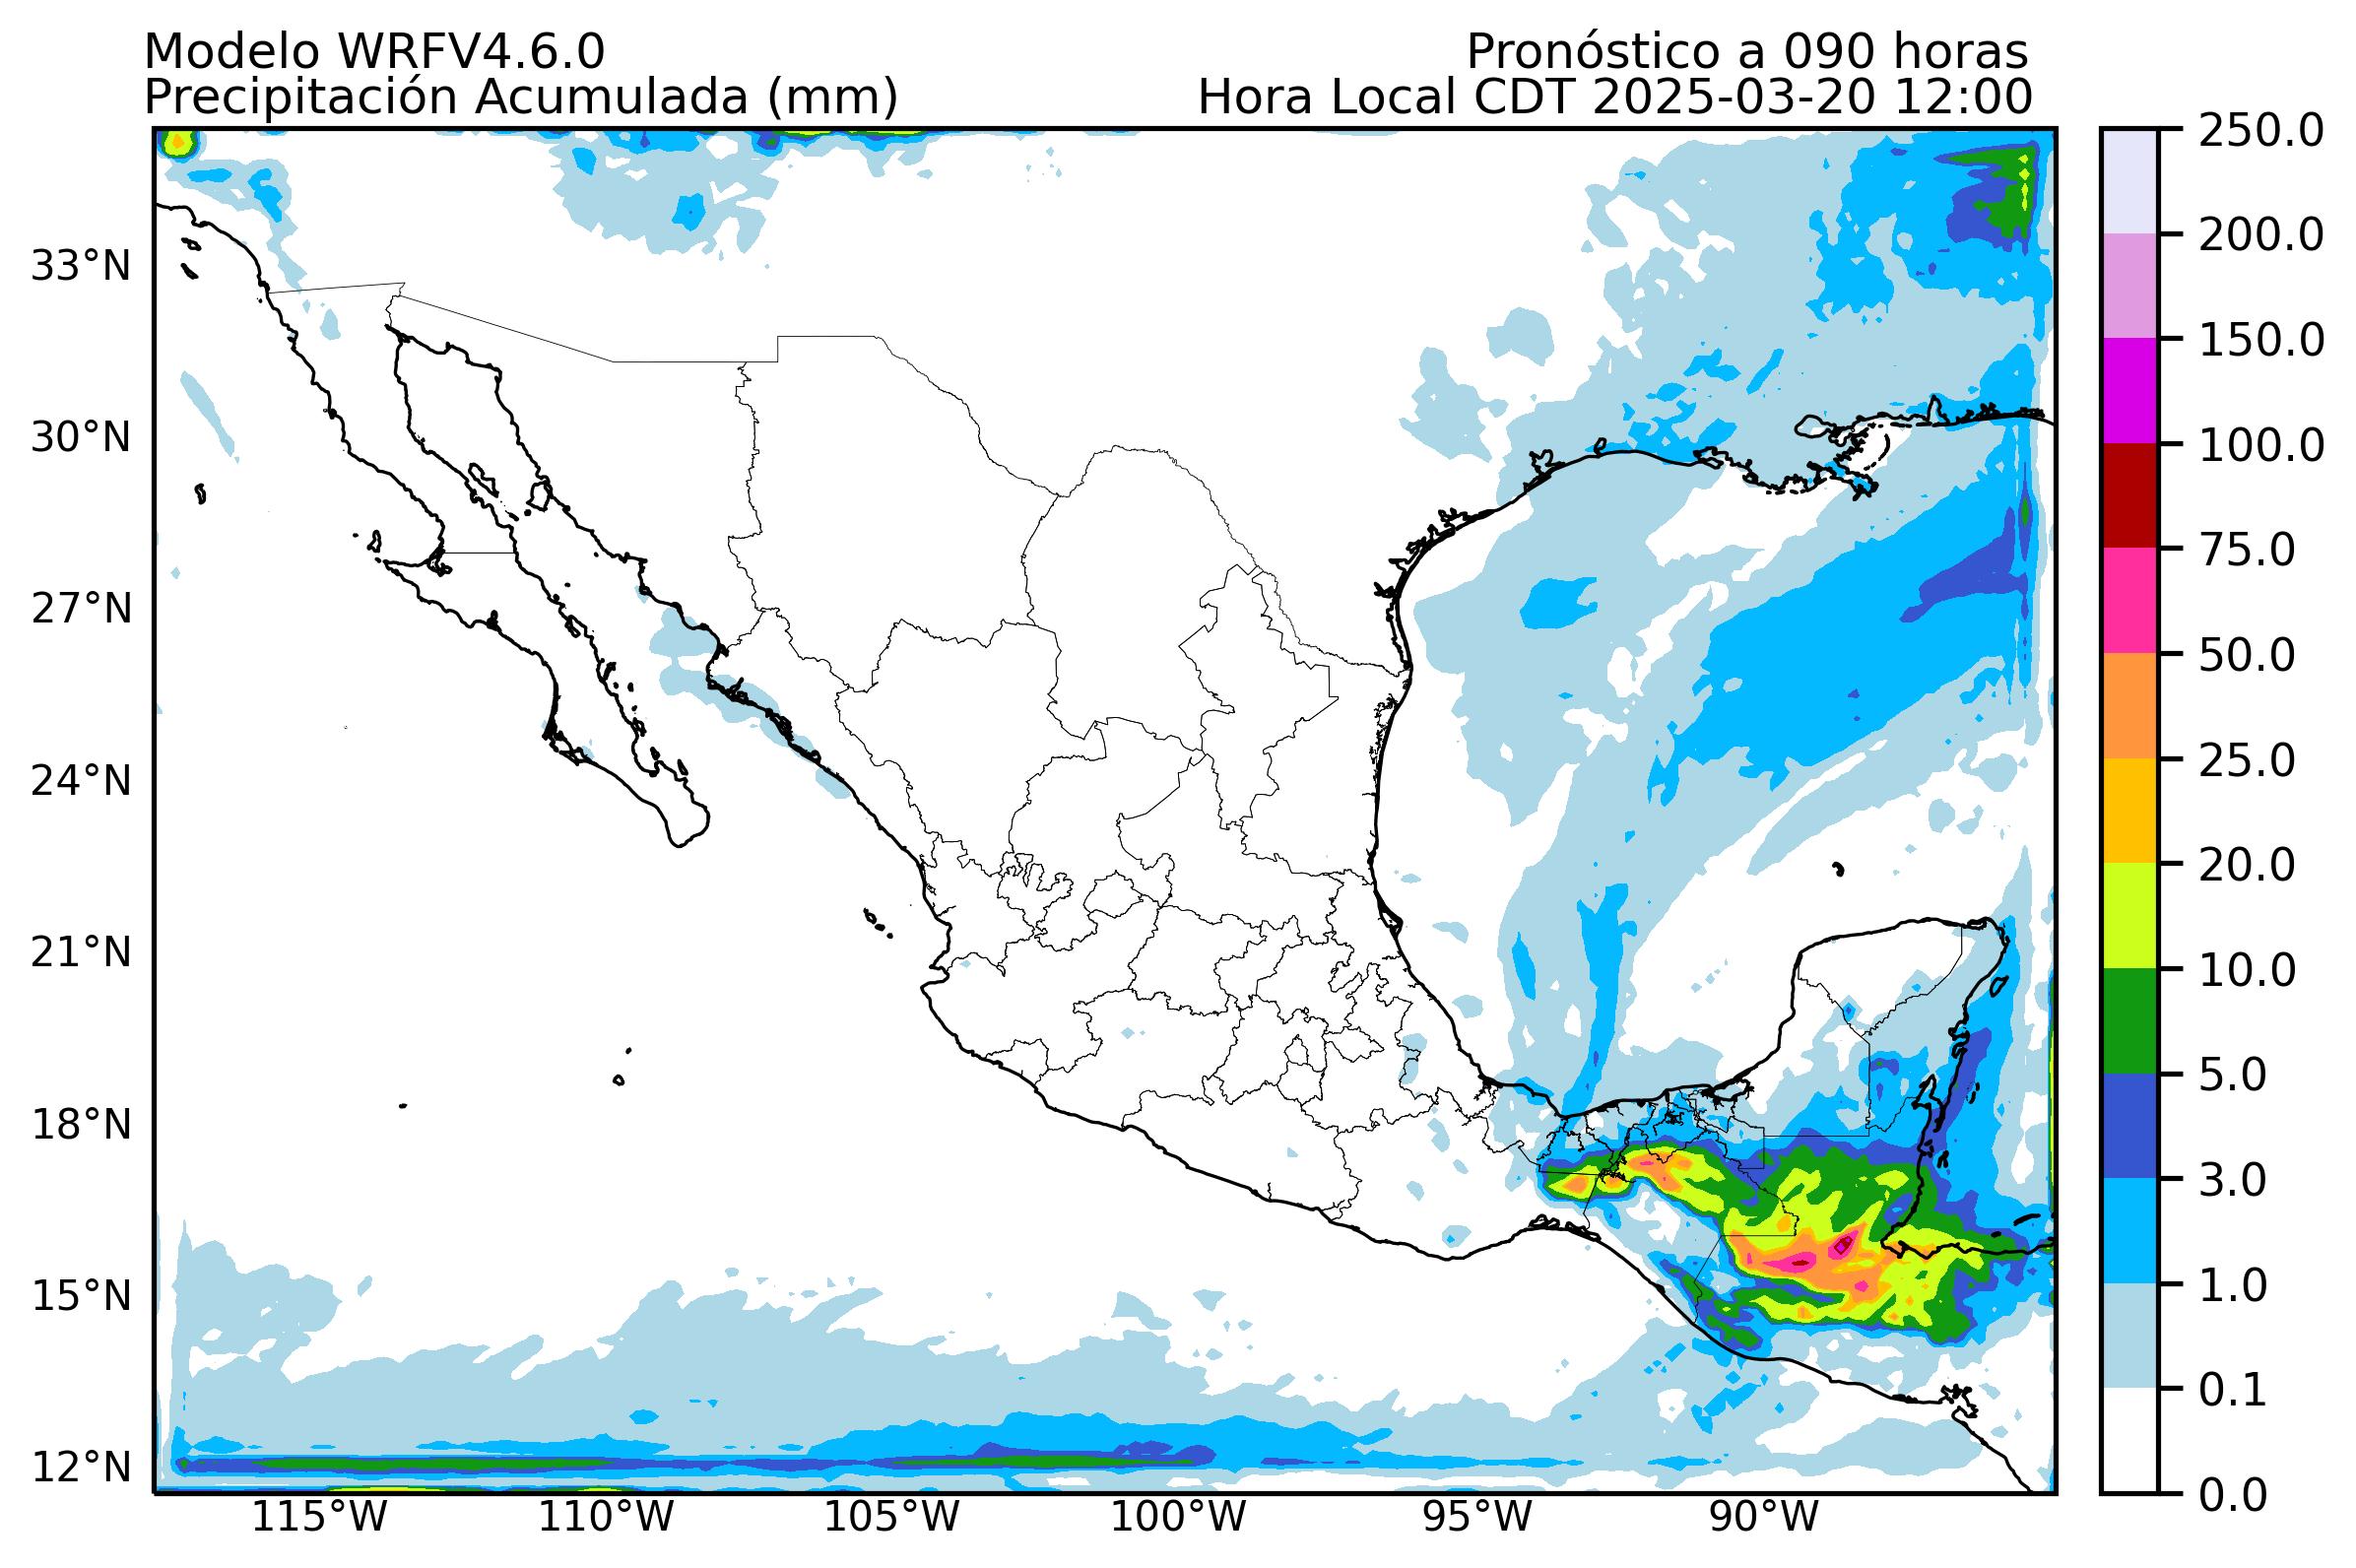 Modelo WRFV4.6.0
Pronóstico a 090 horas
Precipitación Acumulada (mm)
Hora Local CDT 2025-03-20 12:00
33°N
30°N
27°N
24°N
21°N
18°N
15°N
12°N
115°W
110°W
105°W
100°W
95°W
90°W
250.0
200.0
150.0
100.0
75.0
50.0
25.0
20.0
10.0
5.0
3.0
1.0
0.1
0.0